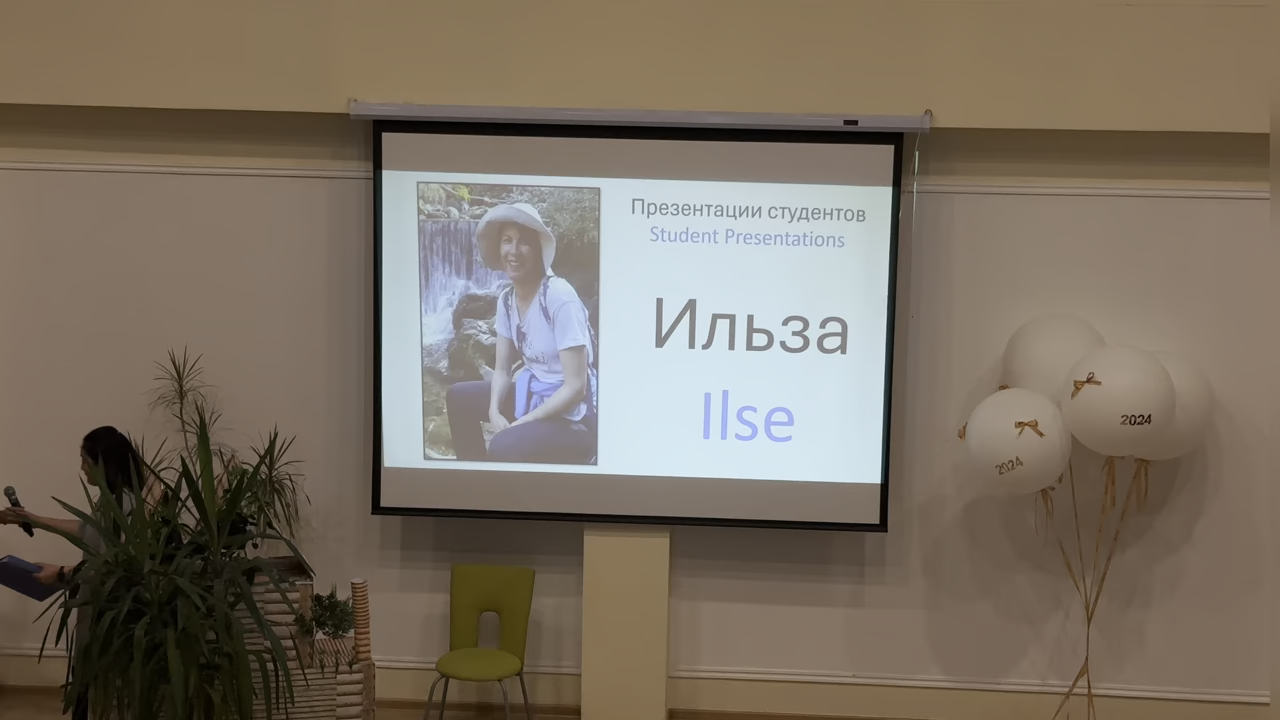 Презентации студентов
Student Presentations
Ильза
Ilse
2024
2024